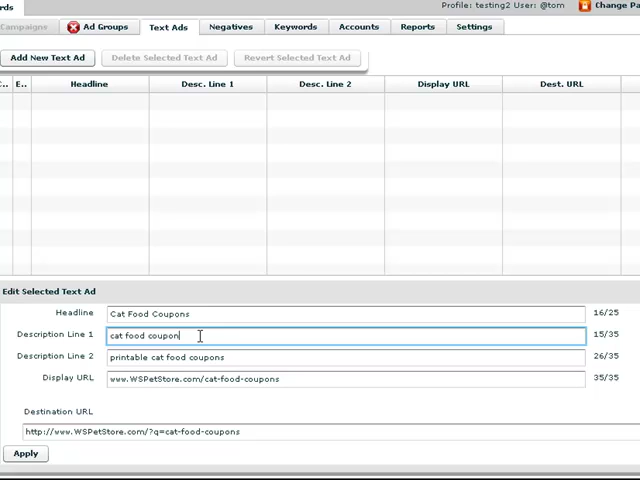 rds
Profile: testing2 User: @tom Change Pa
Campaigns Ad Groups Text Ads Negatives Keywords Accounts Reports Settings
Add New Text Ad Delete Selected Text Ad Revert Selected Text Ad
C.. E.. Headline Desc. Line 1 Desc. Line 2 Display URL Dest. URL
Edit Selected Text Ad
Headline Cat Food Coupons 16/25
Description Line 1 cat food coupon 15/35
Description Line 2 printable cat food coupons 26/35
Display URL www.WSPetStore.com/cat-food-coupons 35/35
Destination URL
http://www.WSPetStore.com/?q=cat-food-coupons
Apply